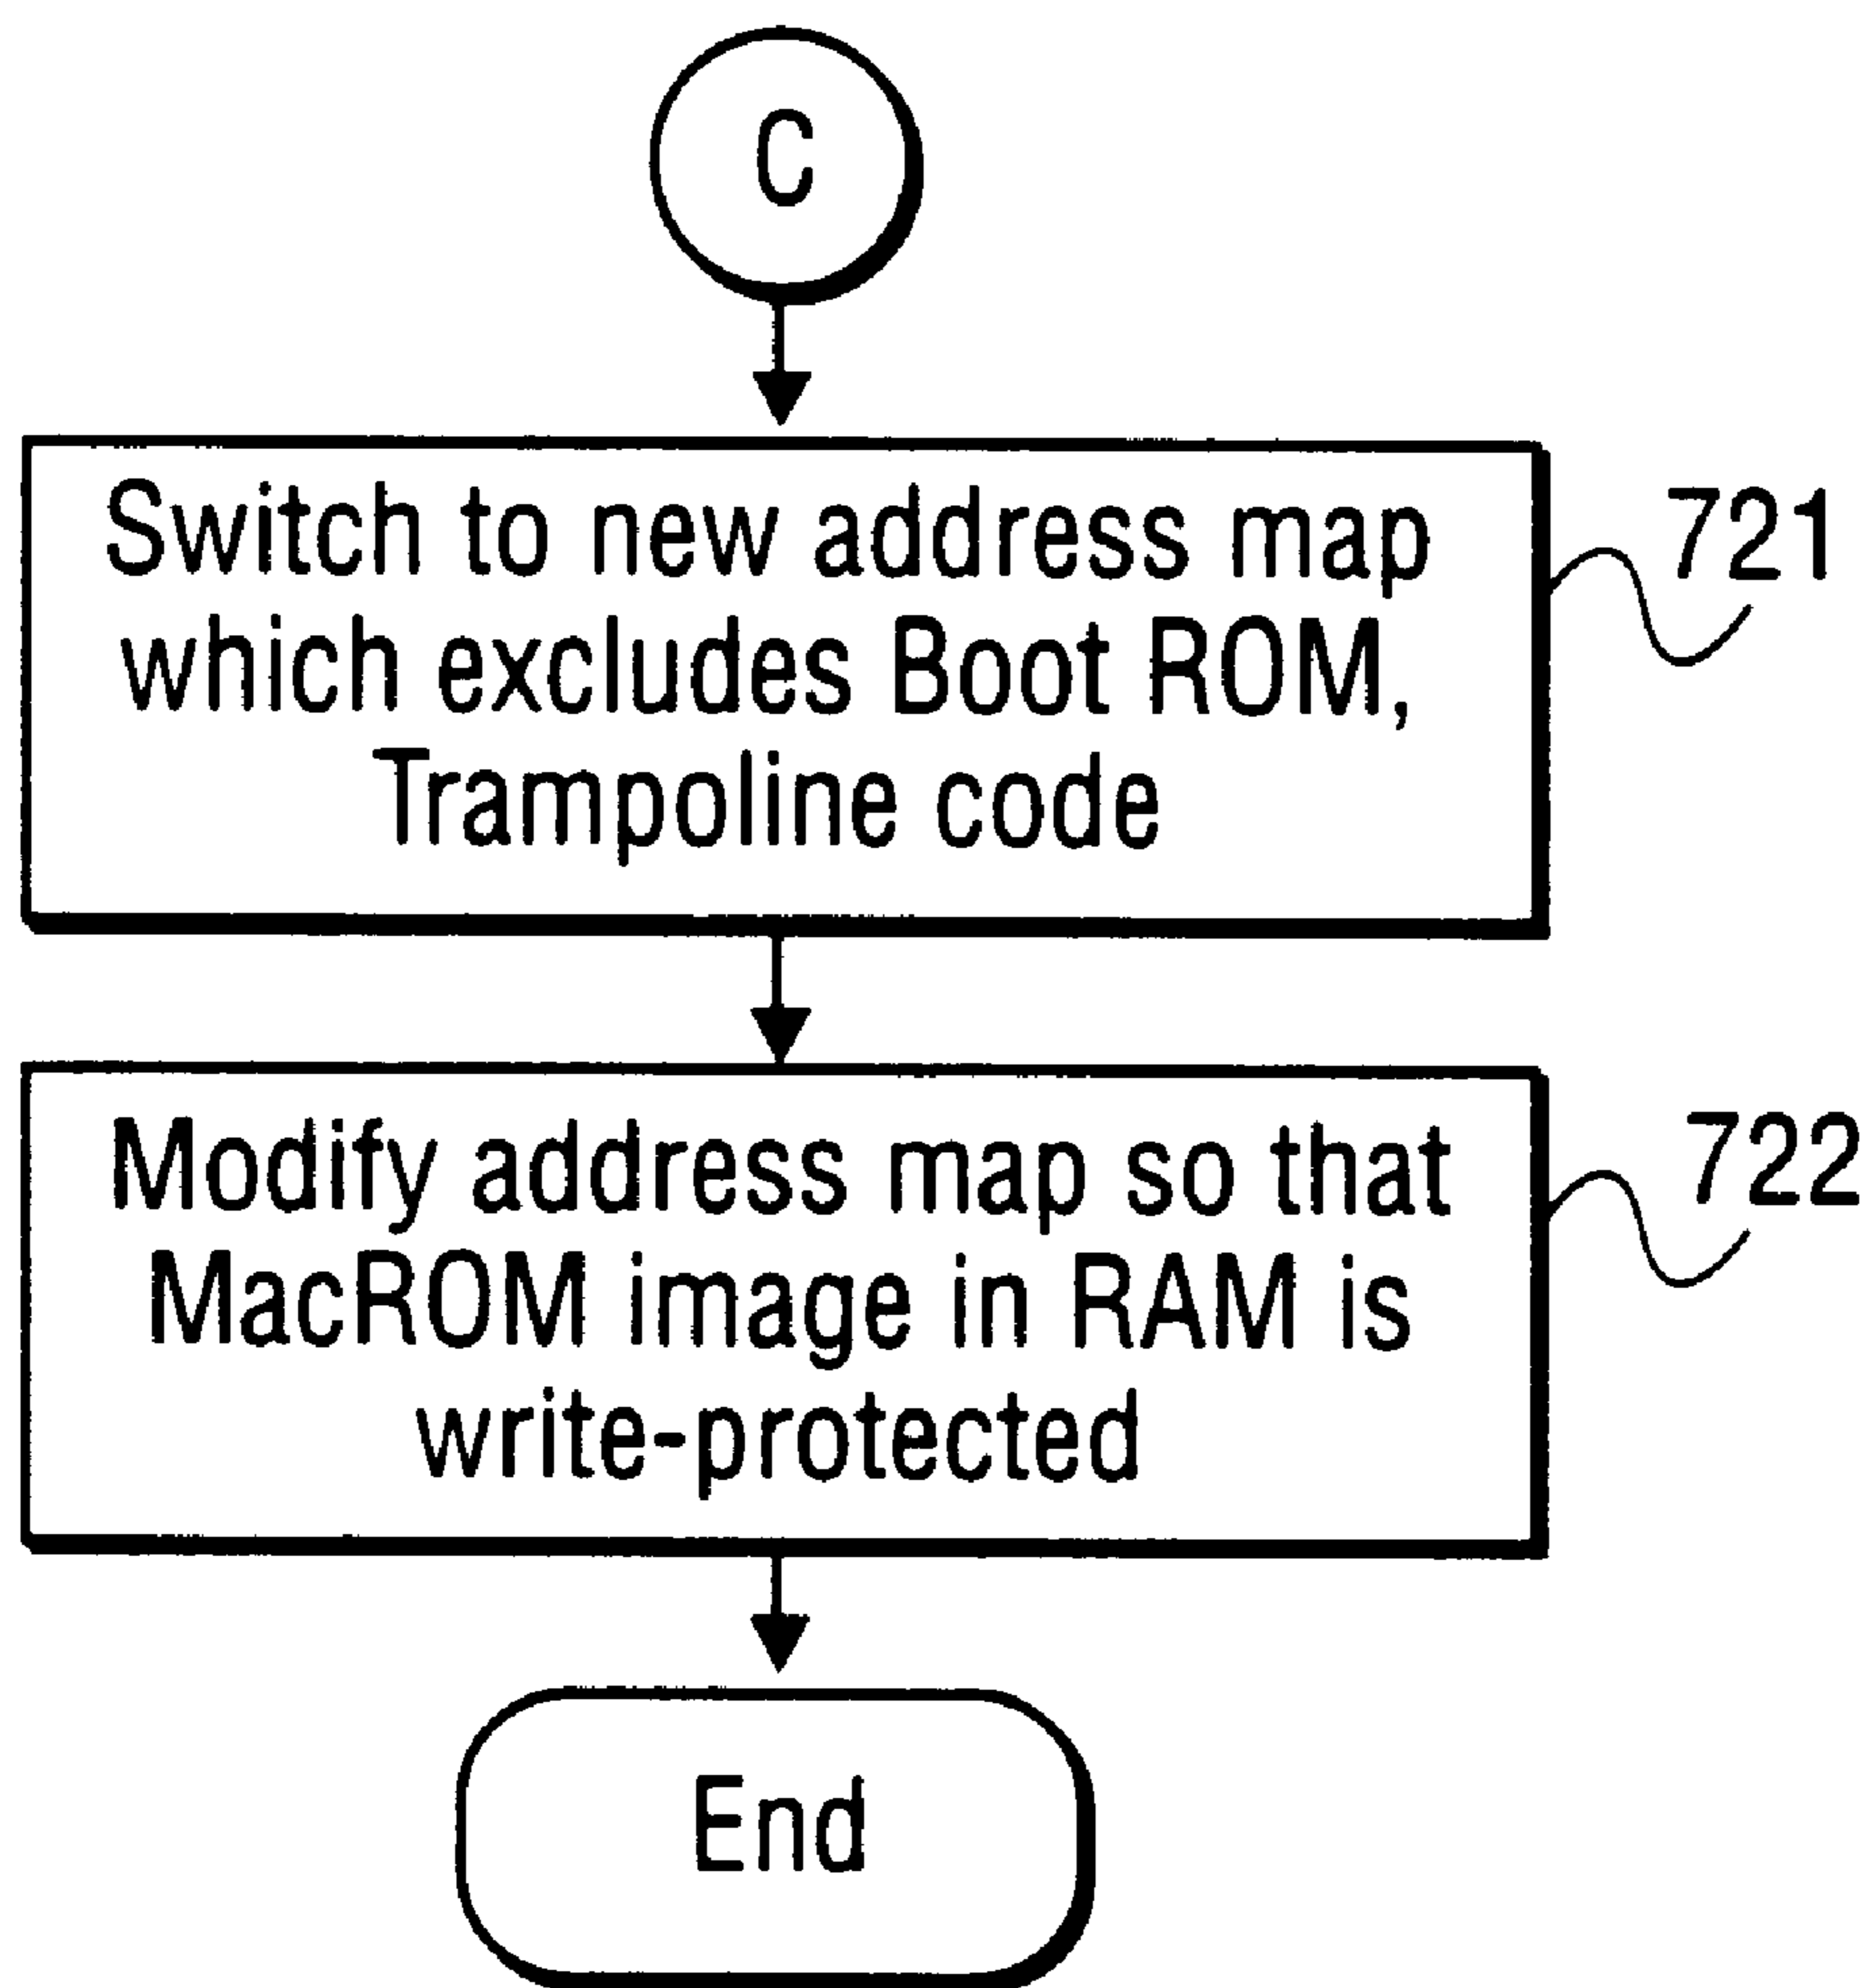 C
Switch to new address map
which excludes Boot ROM,
Trampoline code
721
Modify address map so that
MacROM image in RAM is
write-protected
722
End